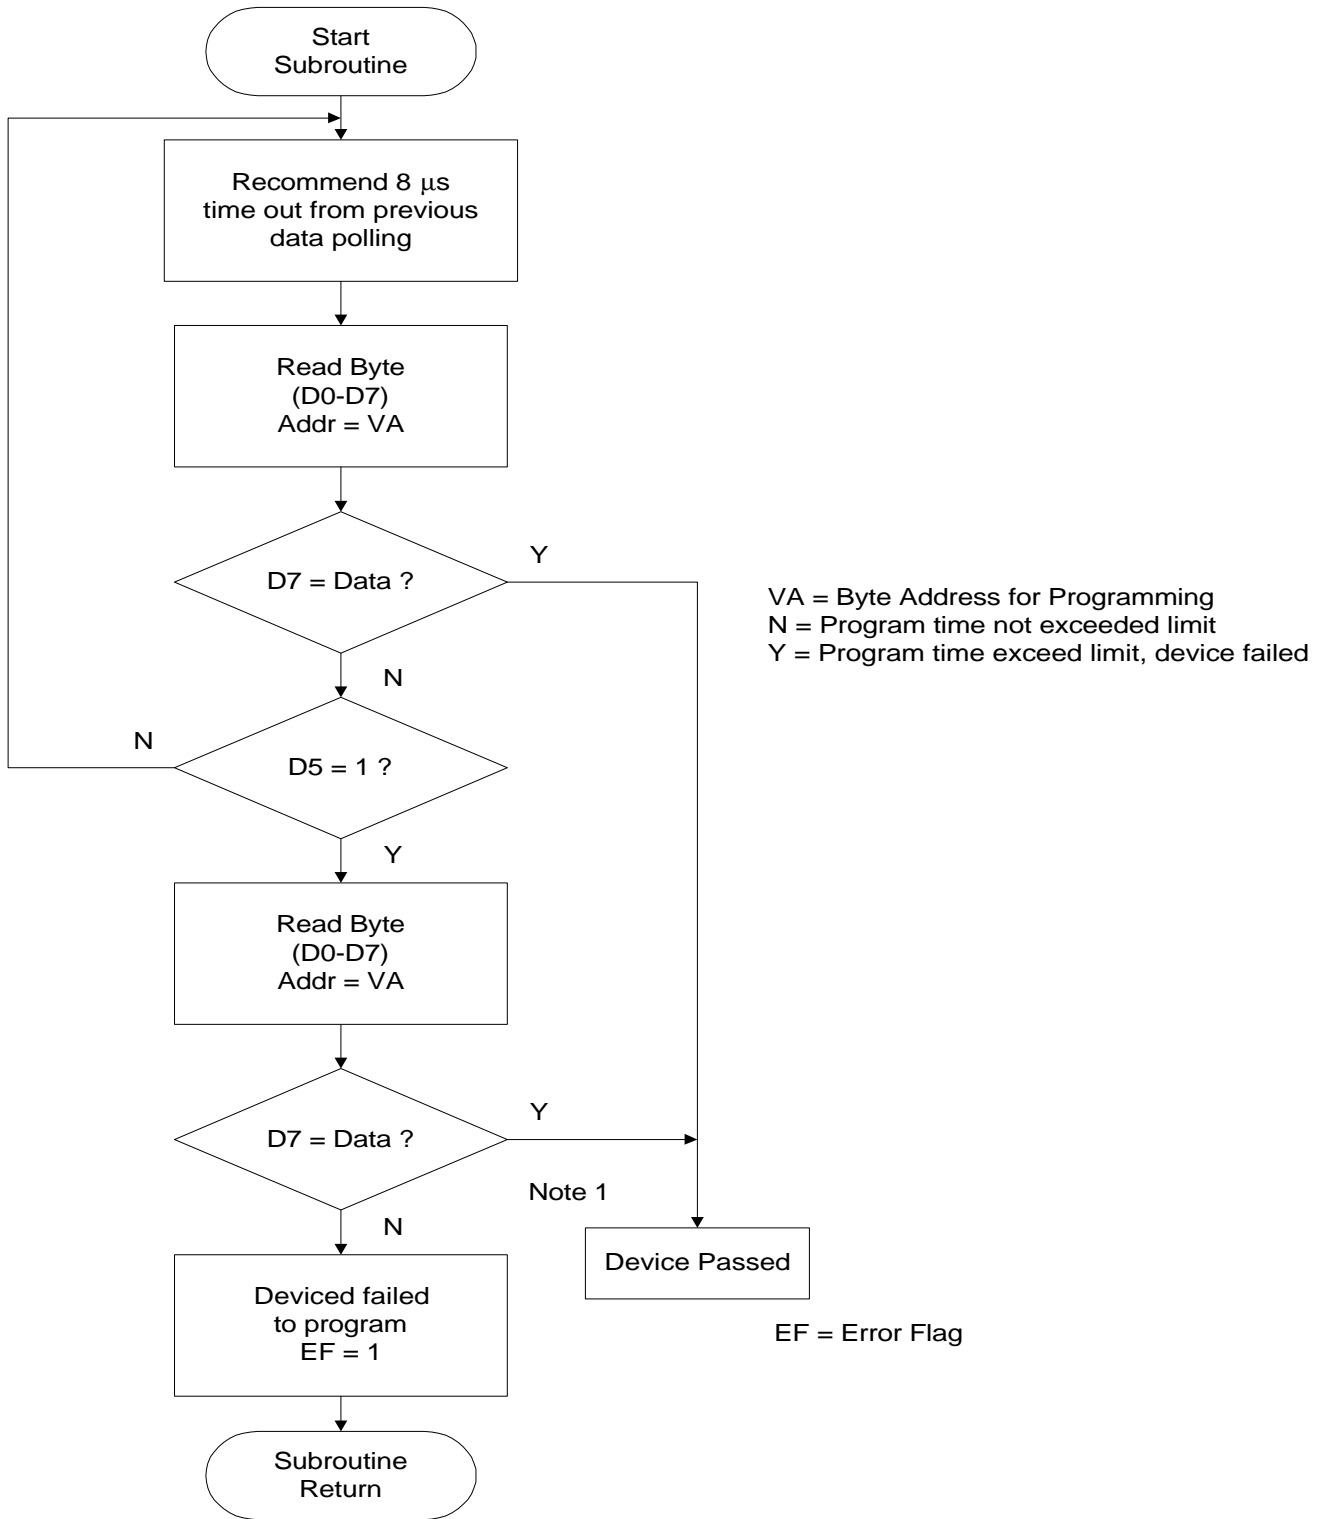 Start
Subroutine
Recommend 8 μs
time out from previous
data polling
Read Byte
(D0-D7)
Addr = VA
D7 = Data ?
Y
N
VA = Byte Address for Programming
N = Program time not exceeded limit
Y = Program time exceed limit, device failed
D5 = 1 ?
N
Y
Read Byte
(D0-D7)
Addr = VA
D7 = Data ?
Y
Note 1
N
Device Passed
Deviced failed
to program
EF = 1
EF = Error Flag
Subroutine
Return